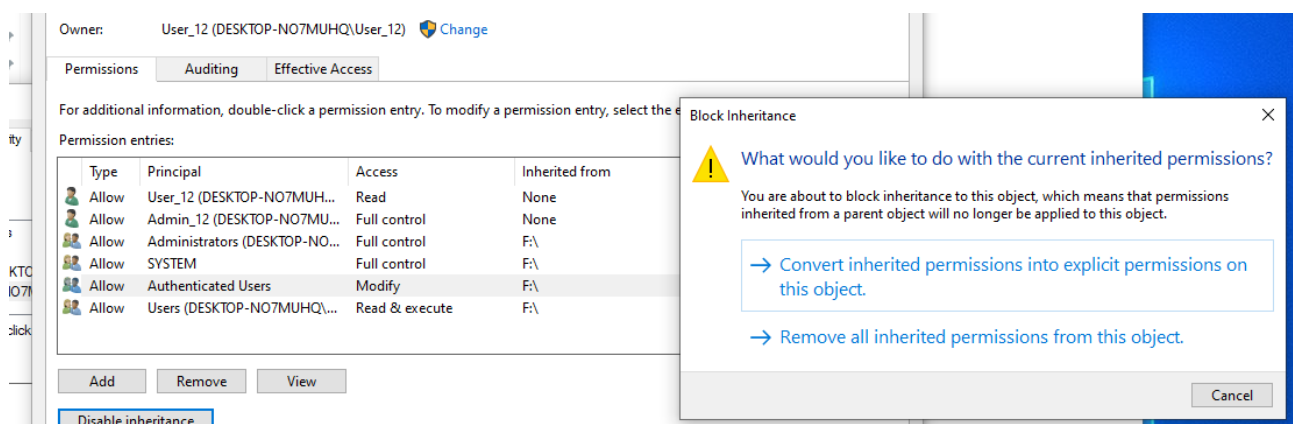 Owner: User_12 (DESKTOP-NO7MUHQ\User_12) Change
Permissions Auditing Effective Access
For additional information, double-click a permission entry. To modify a permission entry, select the e
Permission entries:
Type Principal Access Inherited from
Allow User_12 (DESKTOP-NO7MUH... Read None
Allow Admin_12 (DESKTOP-NO7MU... Full control None
Allow Administrators (DESKTOP-NO... Full control F:\
Allow SYSTEM Full control F:\
Allow Authenticated Users Modify F:\
Allow Users (DESKTOP-NO7MUHQ\... Read & execute F:\
Add Remove View
Disable inheritance
ity
KTO
click
Block Inheritance
What would you like to do with the current inherited permissions?
You are about to block inheritance to this object, which means that permissions
inherited from a parent object will no longer be applied to this object.
Convert inherited permissions into explicit permissions on
this object.
Remove all inherited permissions from this object.
Cancel